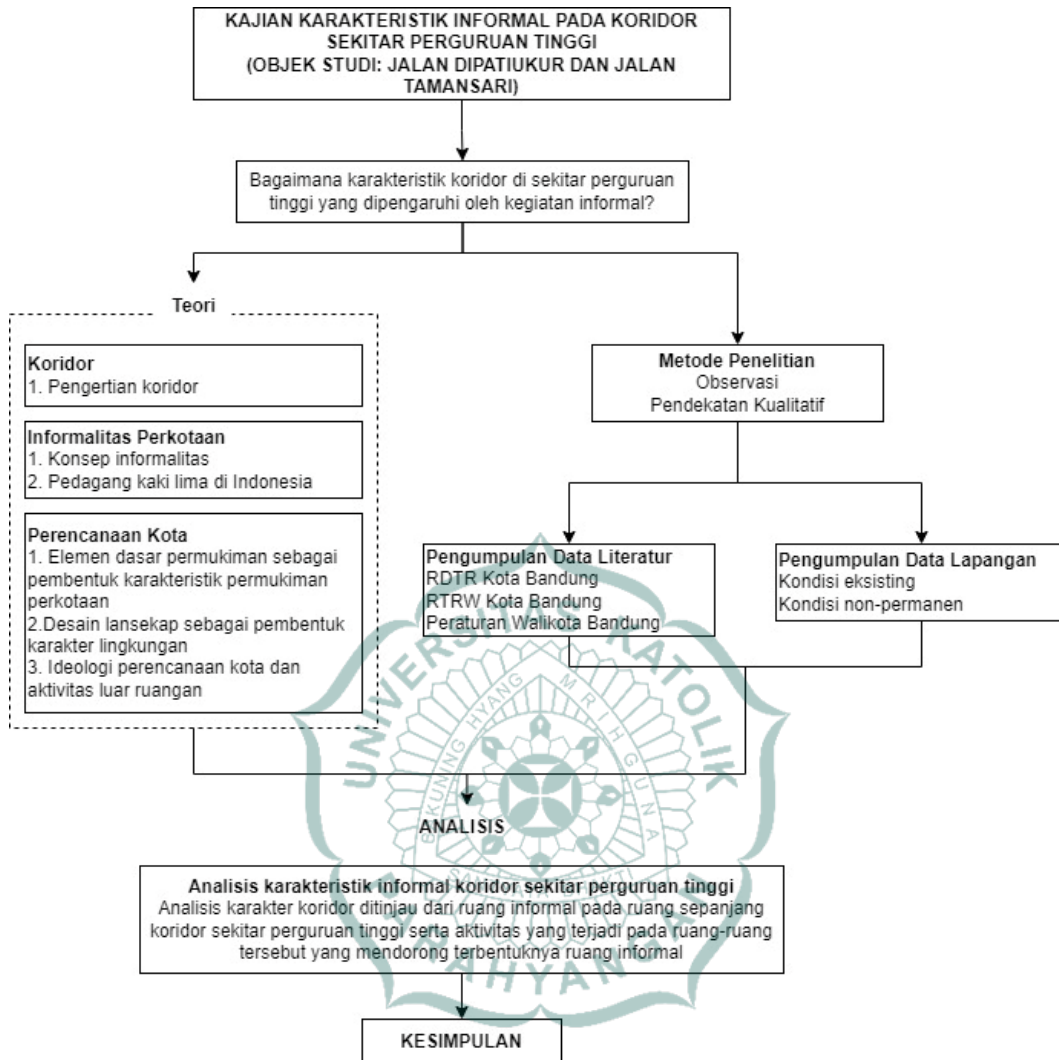 KAJIAN KARAKTERISTIK INFORMAL PADA KORIDOR
SEKITAR PERGURUAN TINGGI
(OBJEK STUDI: JALAN DIPATIUKUR DAN JALAN
TAMANSARI)
Bagaimana karakteristik koridor di sekitar perguruan
tinggi yang dipengaruhi oleh kegiatan informal?
Teori
Koridor
1. Pengertian koridor
Informalitas Perkotaan
1. Konsep informalitas
2. Pedagang kaki lima di Indonesia
Perencanaan Kota
1. Elemen dasar permukiman sebagai
pembentuk karakteristik permukiman
perkotaan
2.Desain lansekap sebagai pembentuk
karakter lingkungan
3. Ideologi perencanaan kota dan
aktivitas luar ruangan
Metode Penelitian
Observasi
Pendekatan Kualitatif
Pengumpulan Data Literatur
RDTR Kota Bandung
RTRW Kota Bandung
Peraturan Walikota Bandung
Pengumpulan Data Lapangan
Kondisi eksisting
Kondisi non-permanen
UNIVERSITAS KATOLIK
PARAHYANGAN
HYANG MRIH GUNA
ANALISIS
Analisis karakteristik informal koridor sekitar perguruan tinggi
Analisis karakter koridor ditinjau dari ruang informal pada ruang sepanjang
koridor sekitar perguruan tinggi serta aktivitas yang terjadi pada ruang-ruang
tersebut yang mendorong terbentuknya ruang informal
KESIMPULAN